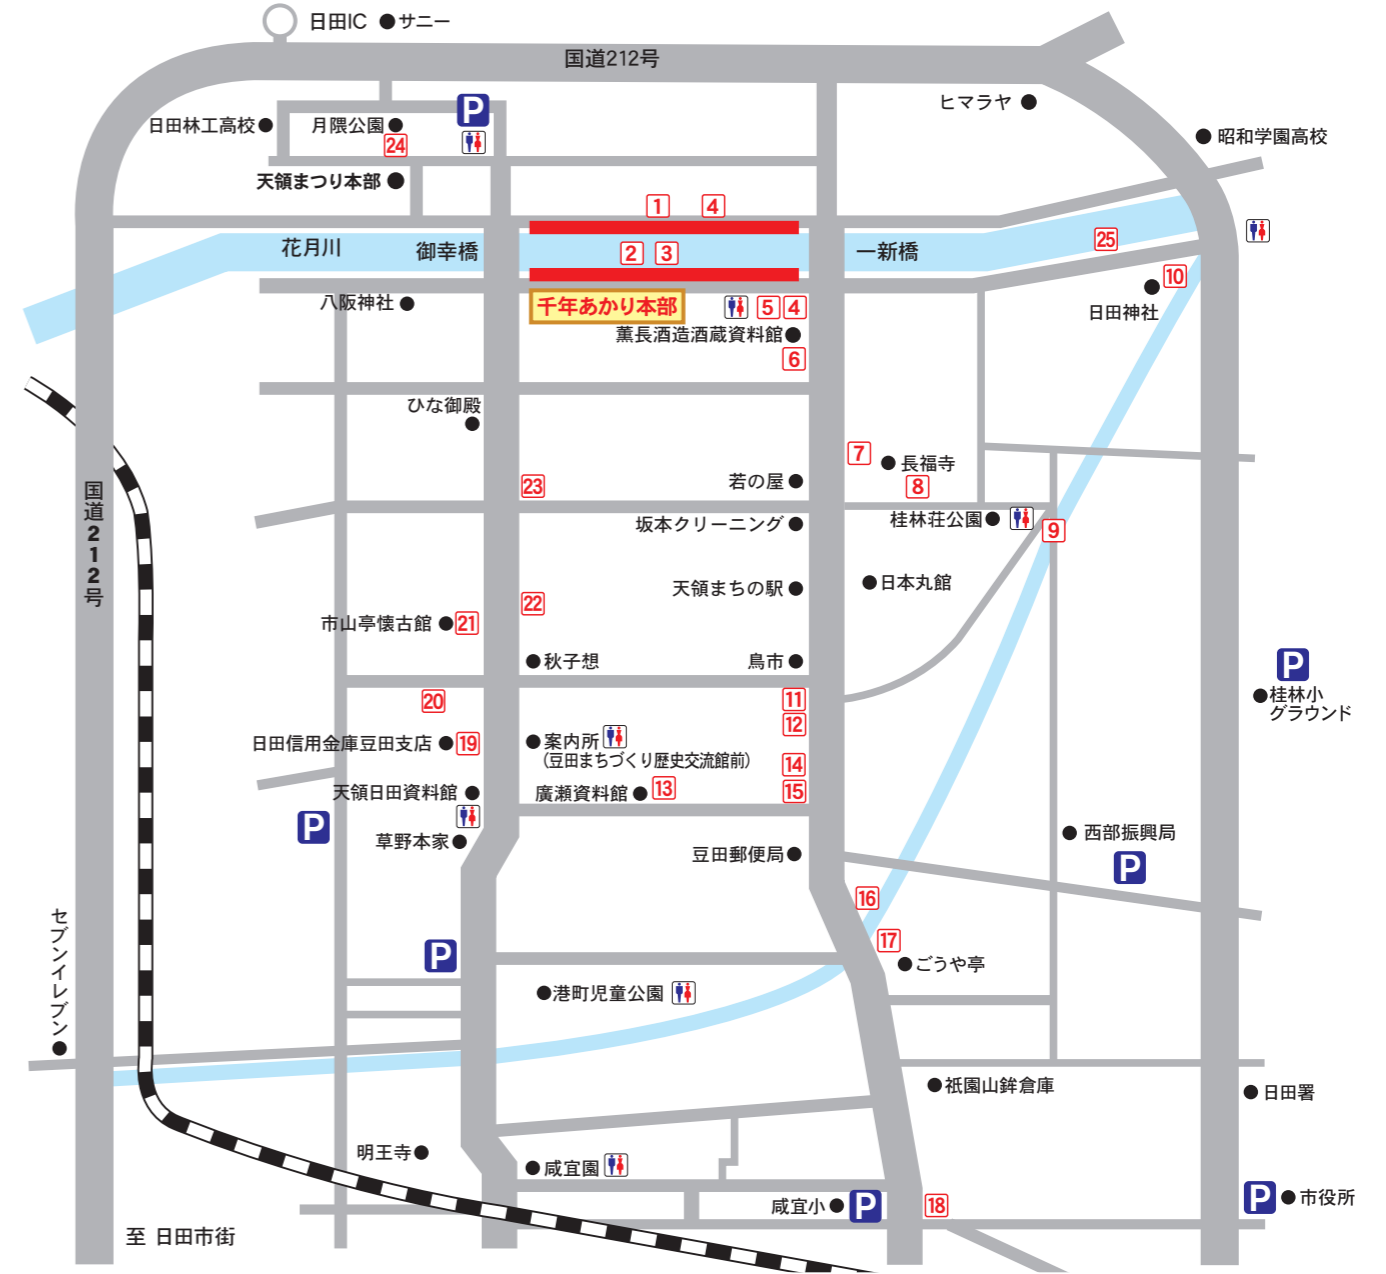 日田IC
サニー
国道212号
ヒマラヤ
昭和学園高校
日田林工高校
月隈公園
P
24
天領まつり本部
1
4
花月川
御幸橋
2
3
一新橋
25
10
日田神社
八阪神社
千年あかり本部
5
4
薫長酒造酒蔵資料館
6
ひな御殿
7
長福寺
8
若の屋
23
国道212号
坂本クリーニング
桂林荘公園
9
天領まちの駅
日本丸館
22
市山亭懐古館
21
秋子想
鳥市
P
桂林小
グラウンド
20
11
12
日田信用金庫豆田支店
19
案内所
(豆田まちづくり歴史交流館前)
14
天領日田資料館
廣瀬資料館
13
15
P
草野本家
豆田郵便局
西部振興局
P
16
セブンイレブン
P
17
ごうや亭
港町児童公園
祇園山鉾倉庫
日田署
明王寺
咸宜園
咸宜小
P
18
P
市役所
至 日田市街